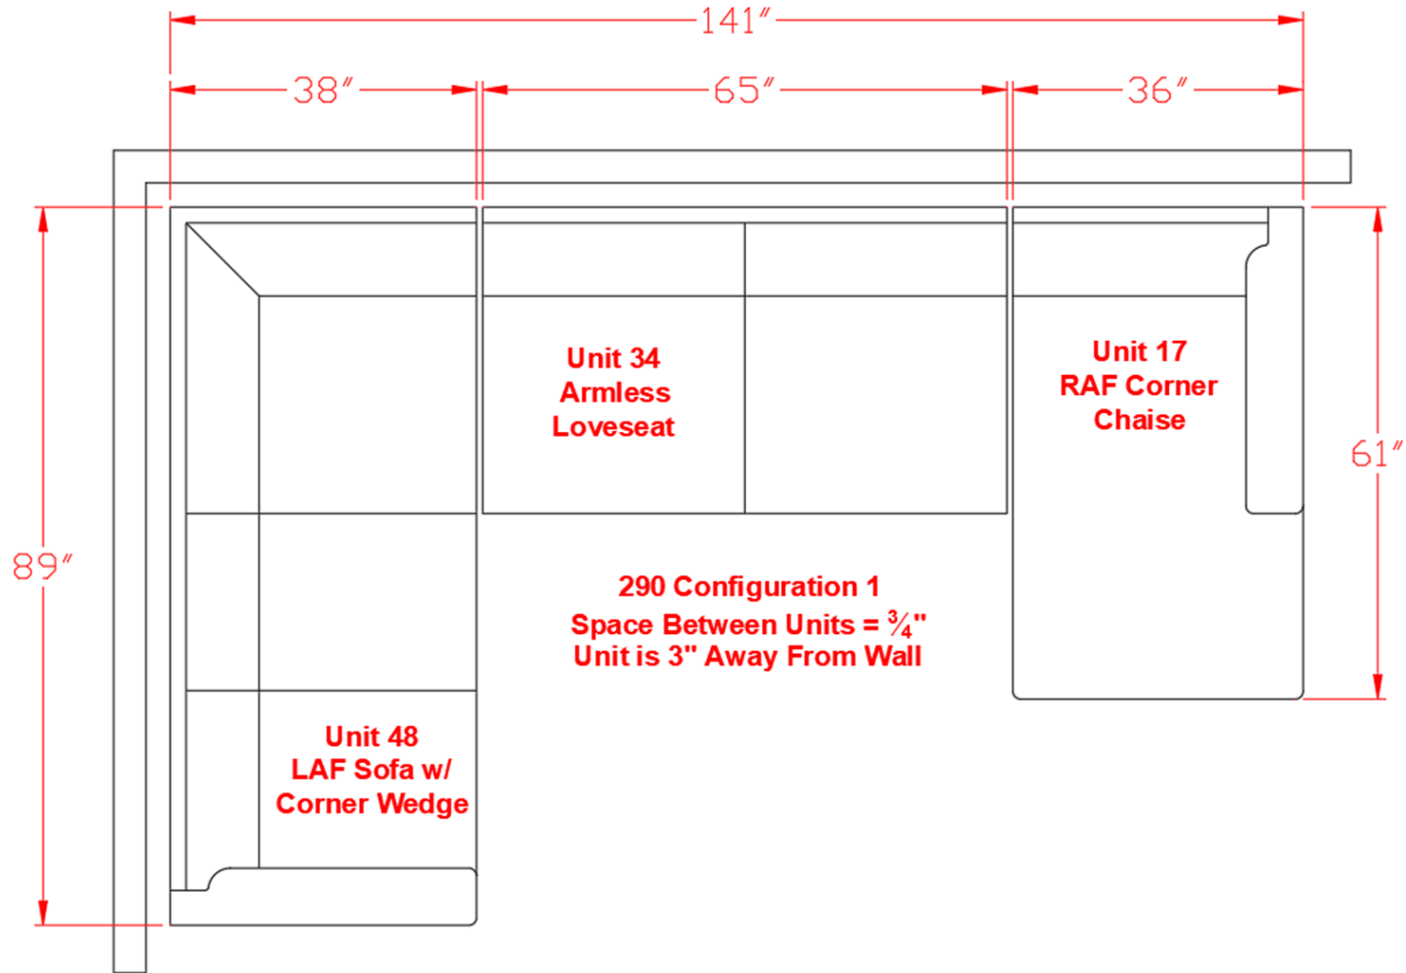 141"
38"
65"
36"
Unit 34
Armless
Loveseat
Unit 17
RAF Corner
Chaise
61"
89"
290 Configuration 1
Space Between Units = ¾"
Unit is 3" Away From Wall
Unit 48
LAF Sofa w/
Corner Wedge